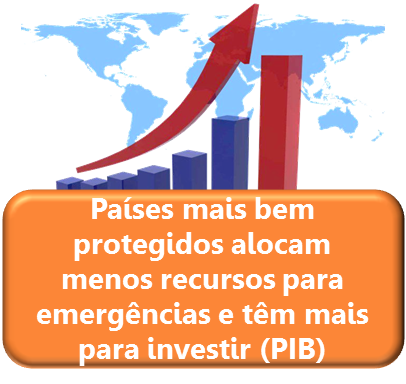 Países mais bem
protegidos alocam
menos recursos para
emergências e têm mais
para investir (PIB)